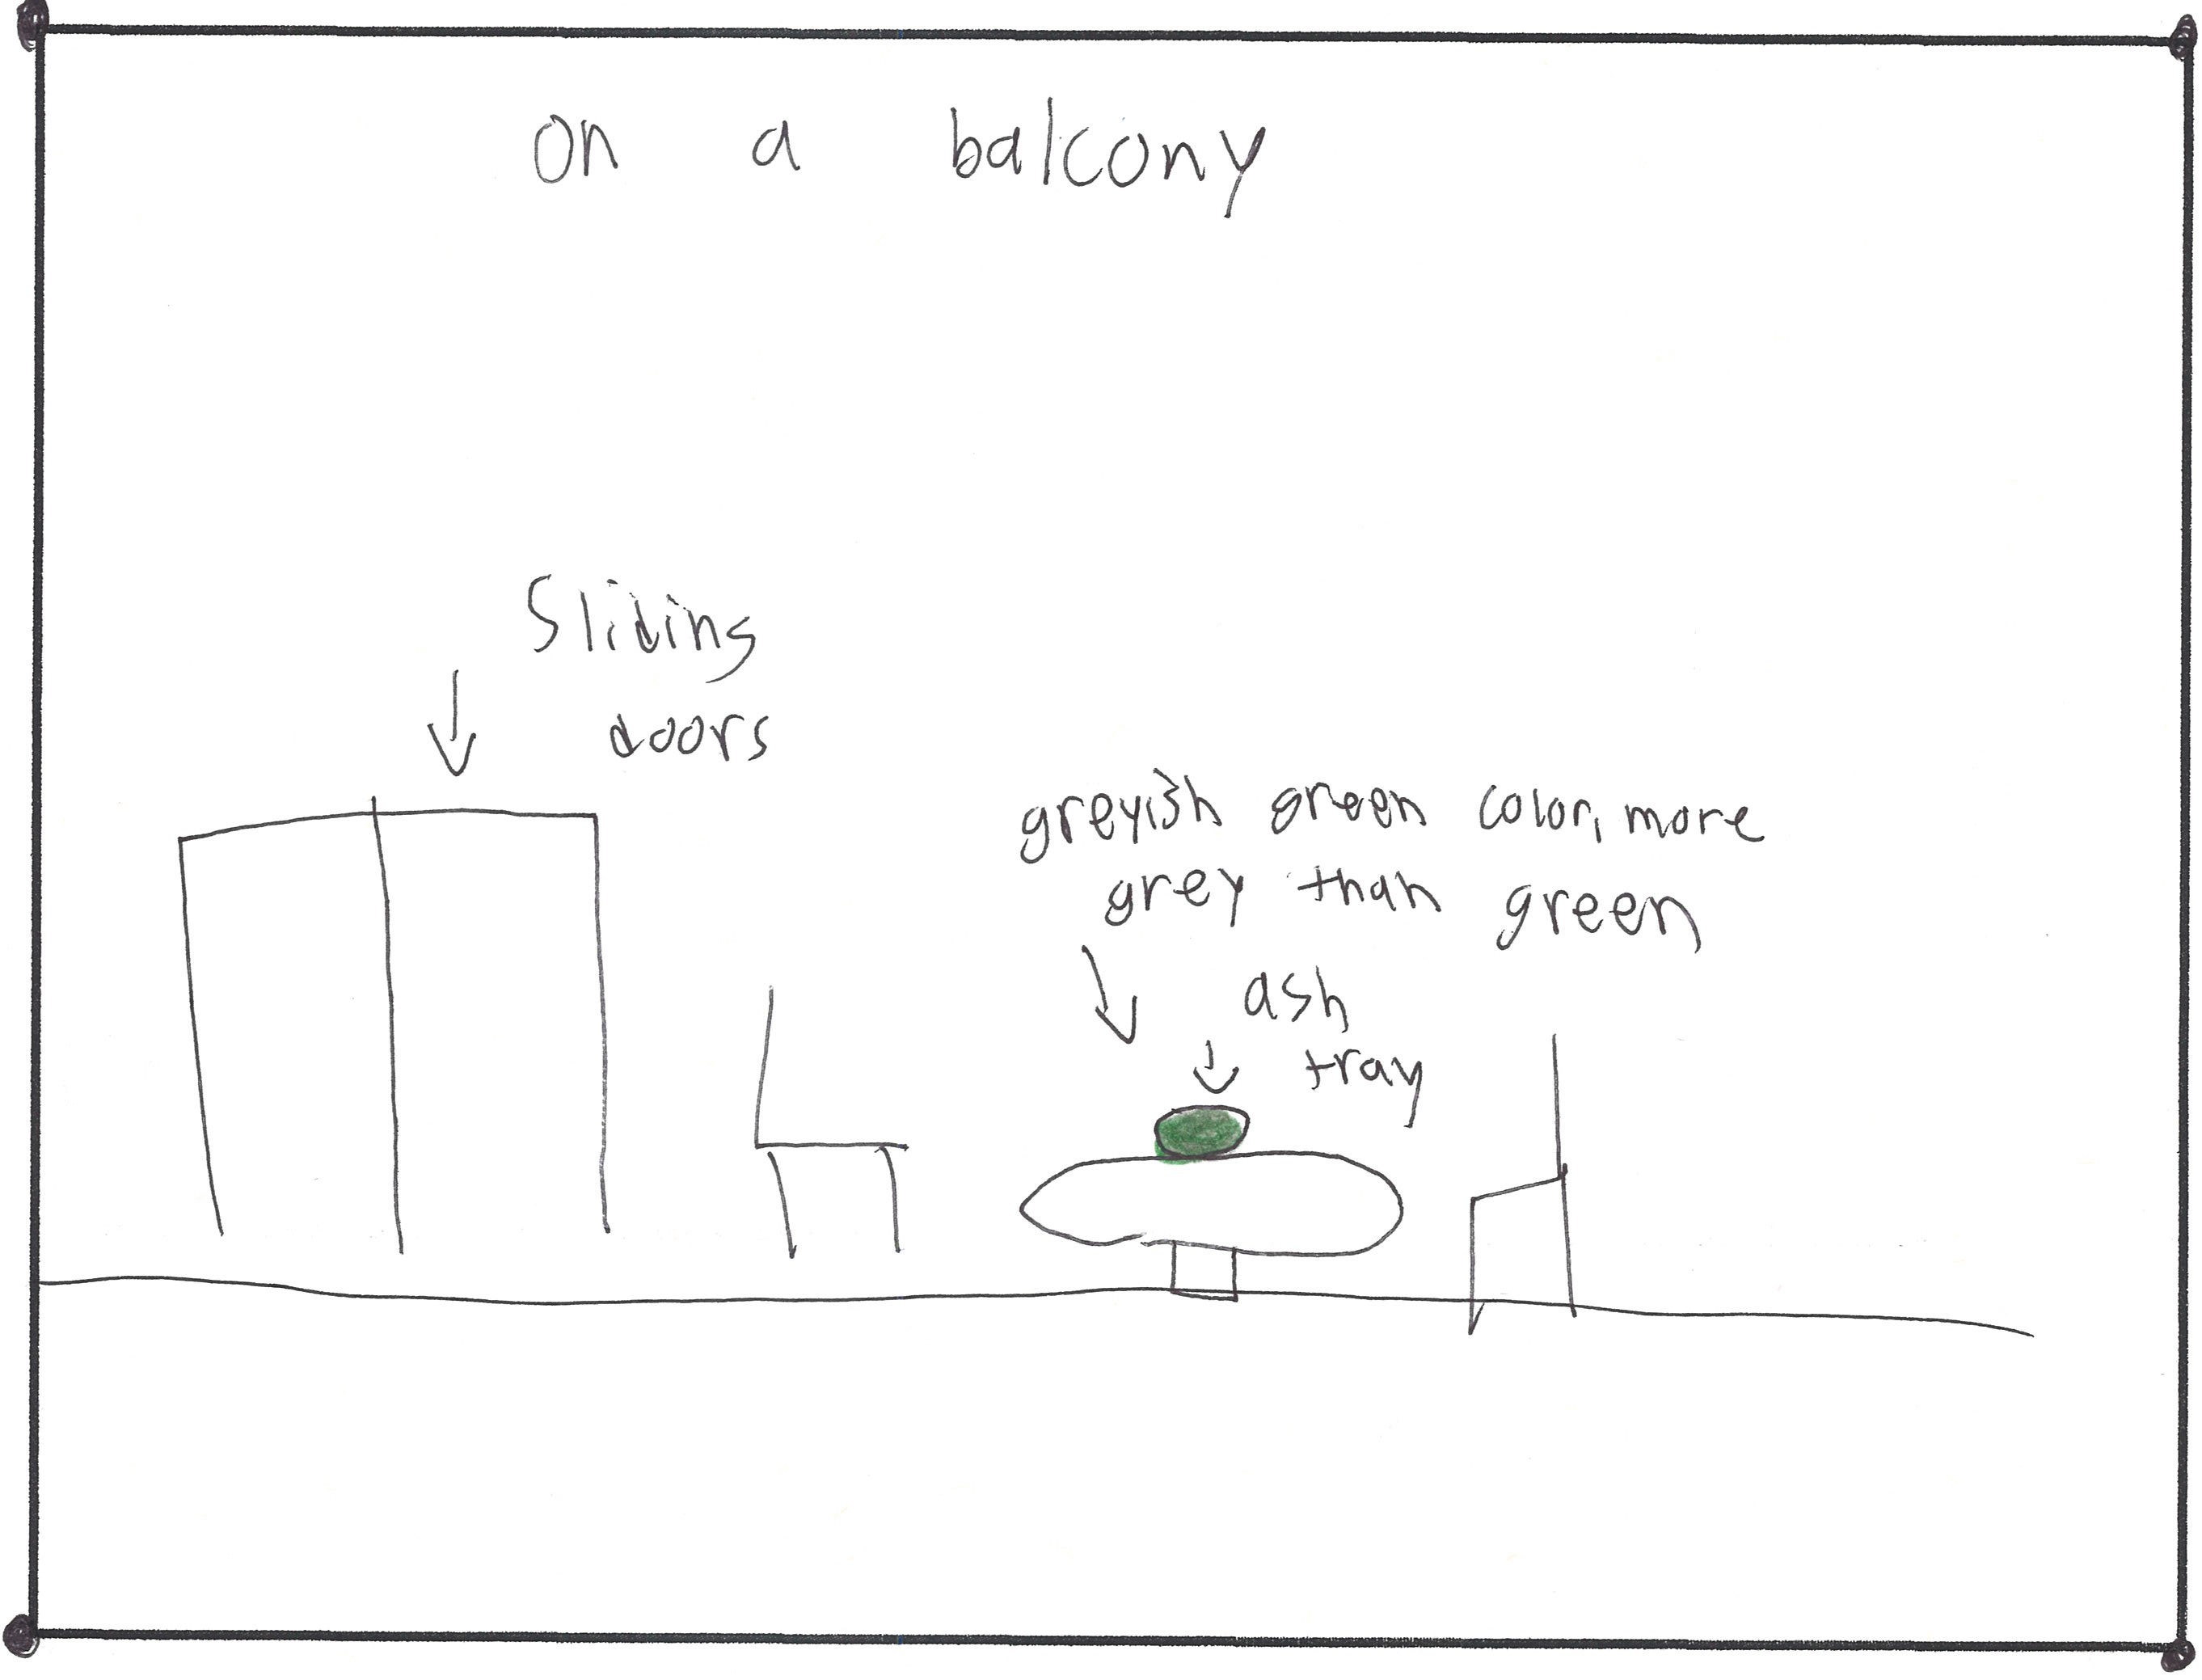 on a balcony
Sliding
doors
greyish green color, more
grey than green
ash
tray